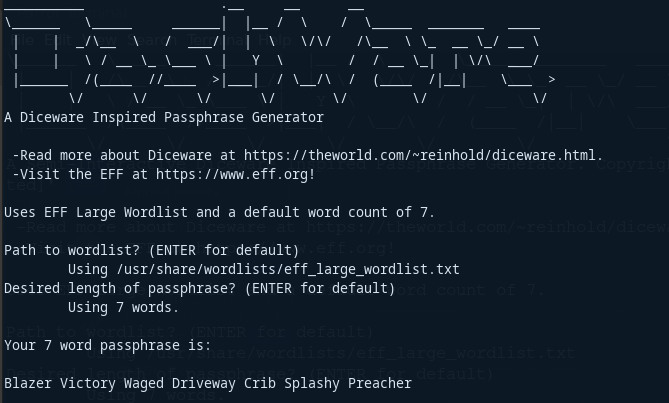 A Diceware Inspired Passphrase Generator
-Read more about Diceware at https://theworld.com/~reinhold/diceware.html.
-Visit the EFF at https://www.eff.org!
Uses EFF Large Wordlist and a default word count of 7.
Path to wordlist? (ENTER for default)
Using /usr/share/wordlists/eff_large_wordlist.txt
Desired length of passphrase? (ENTER for default)
Using 7 words.
Your 7 word passphrase is:
Blazer Victory Waged Driveway Crib Splashy Preacher